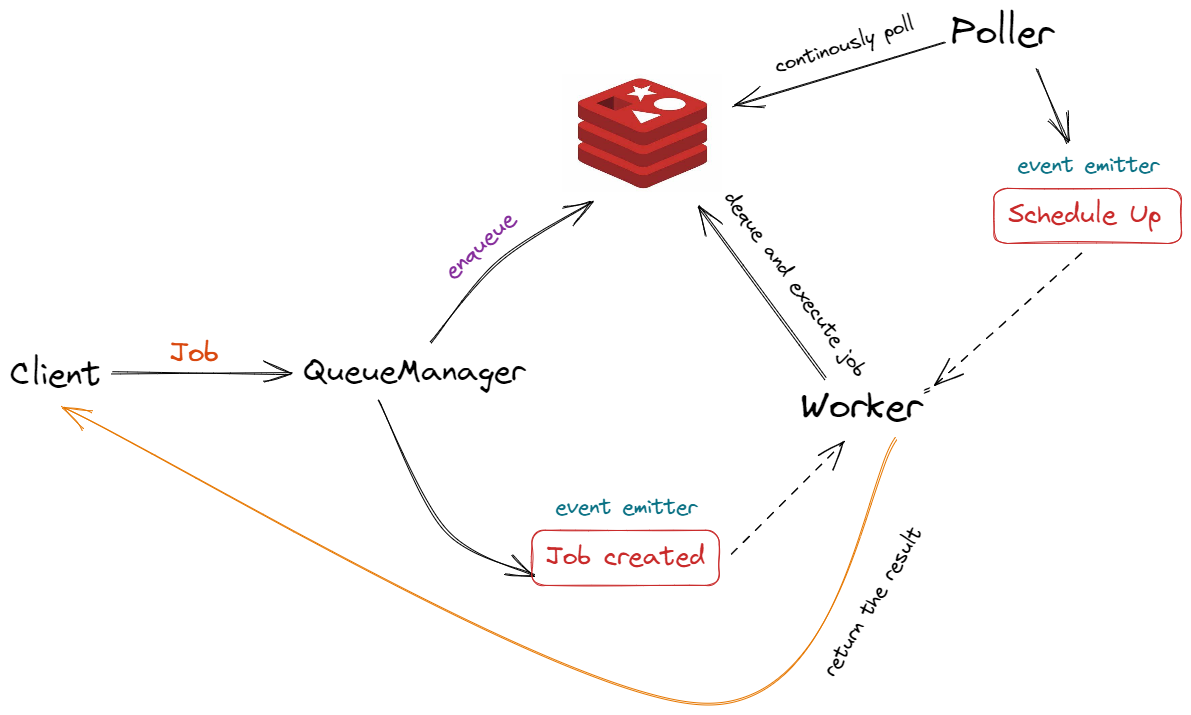 Poller
continously poll
event emitter
Schedule Up
enqueue
deque and execute job
Job
Client
QueueManager
Worker
event emitter
Job created
return the result